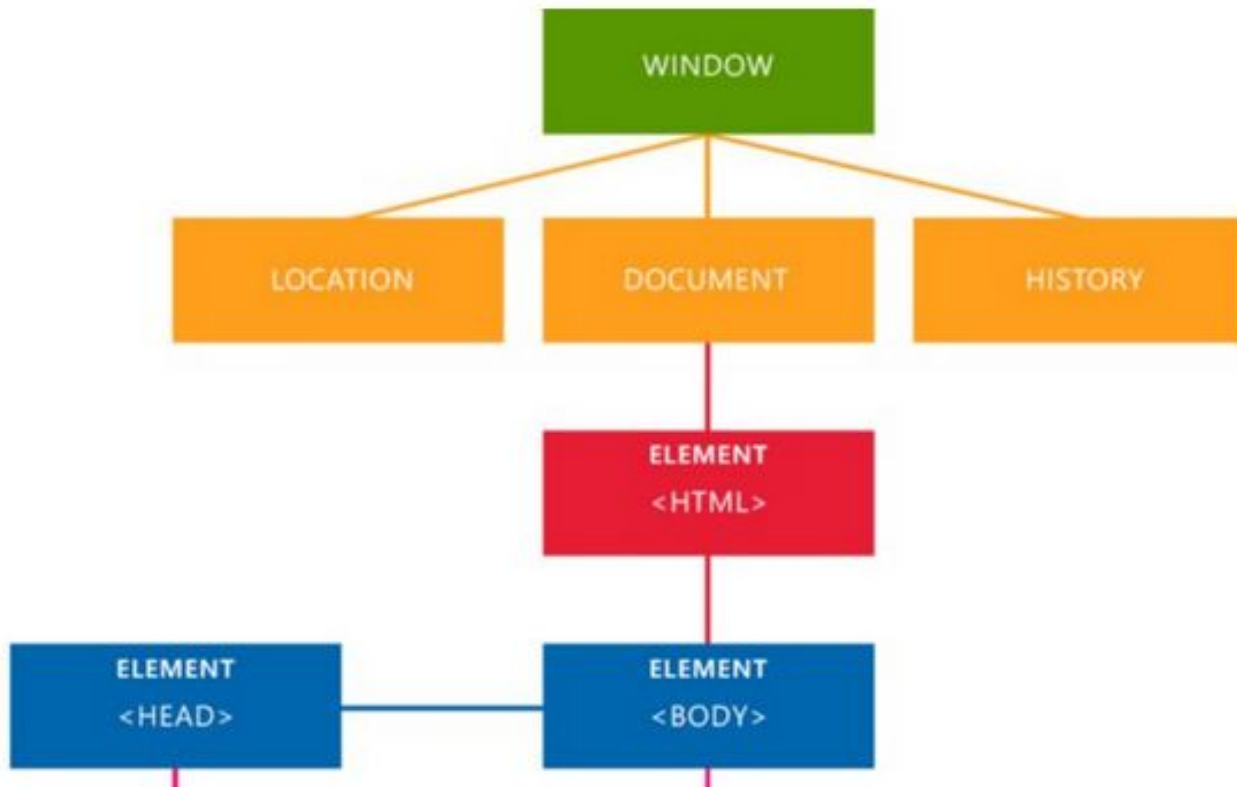 WINDOW
LOCATION
DOCUMENT
HISTORY
ELEMENT
<HTML>
ELEMENT
<HEAD>
ELEMENT
<BODY>